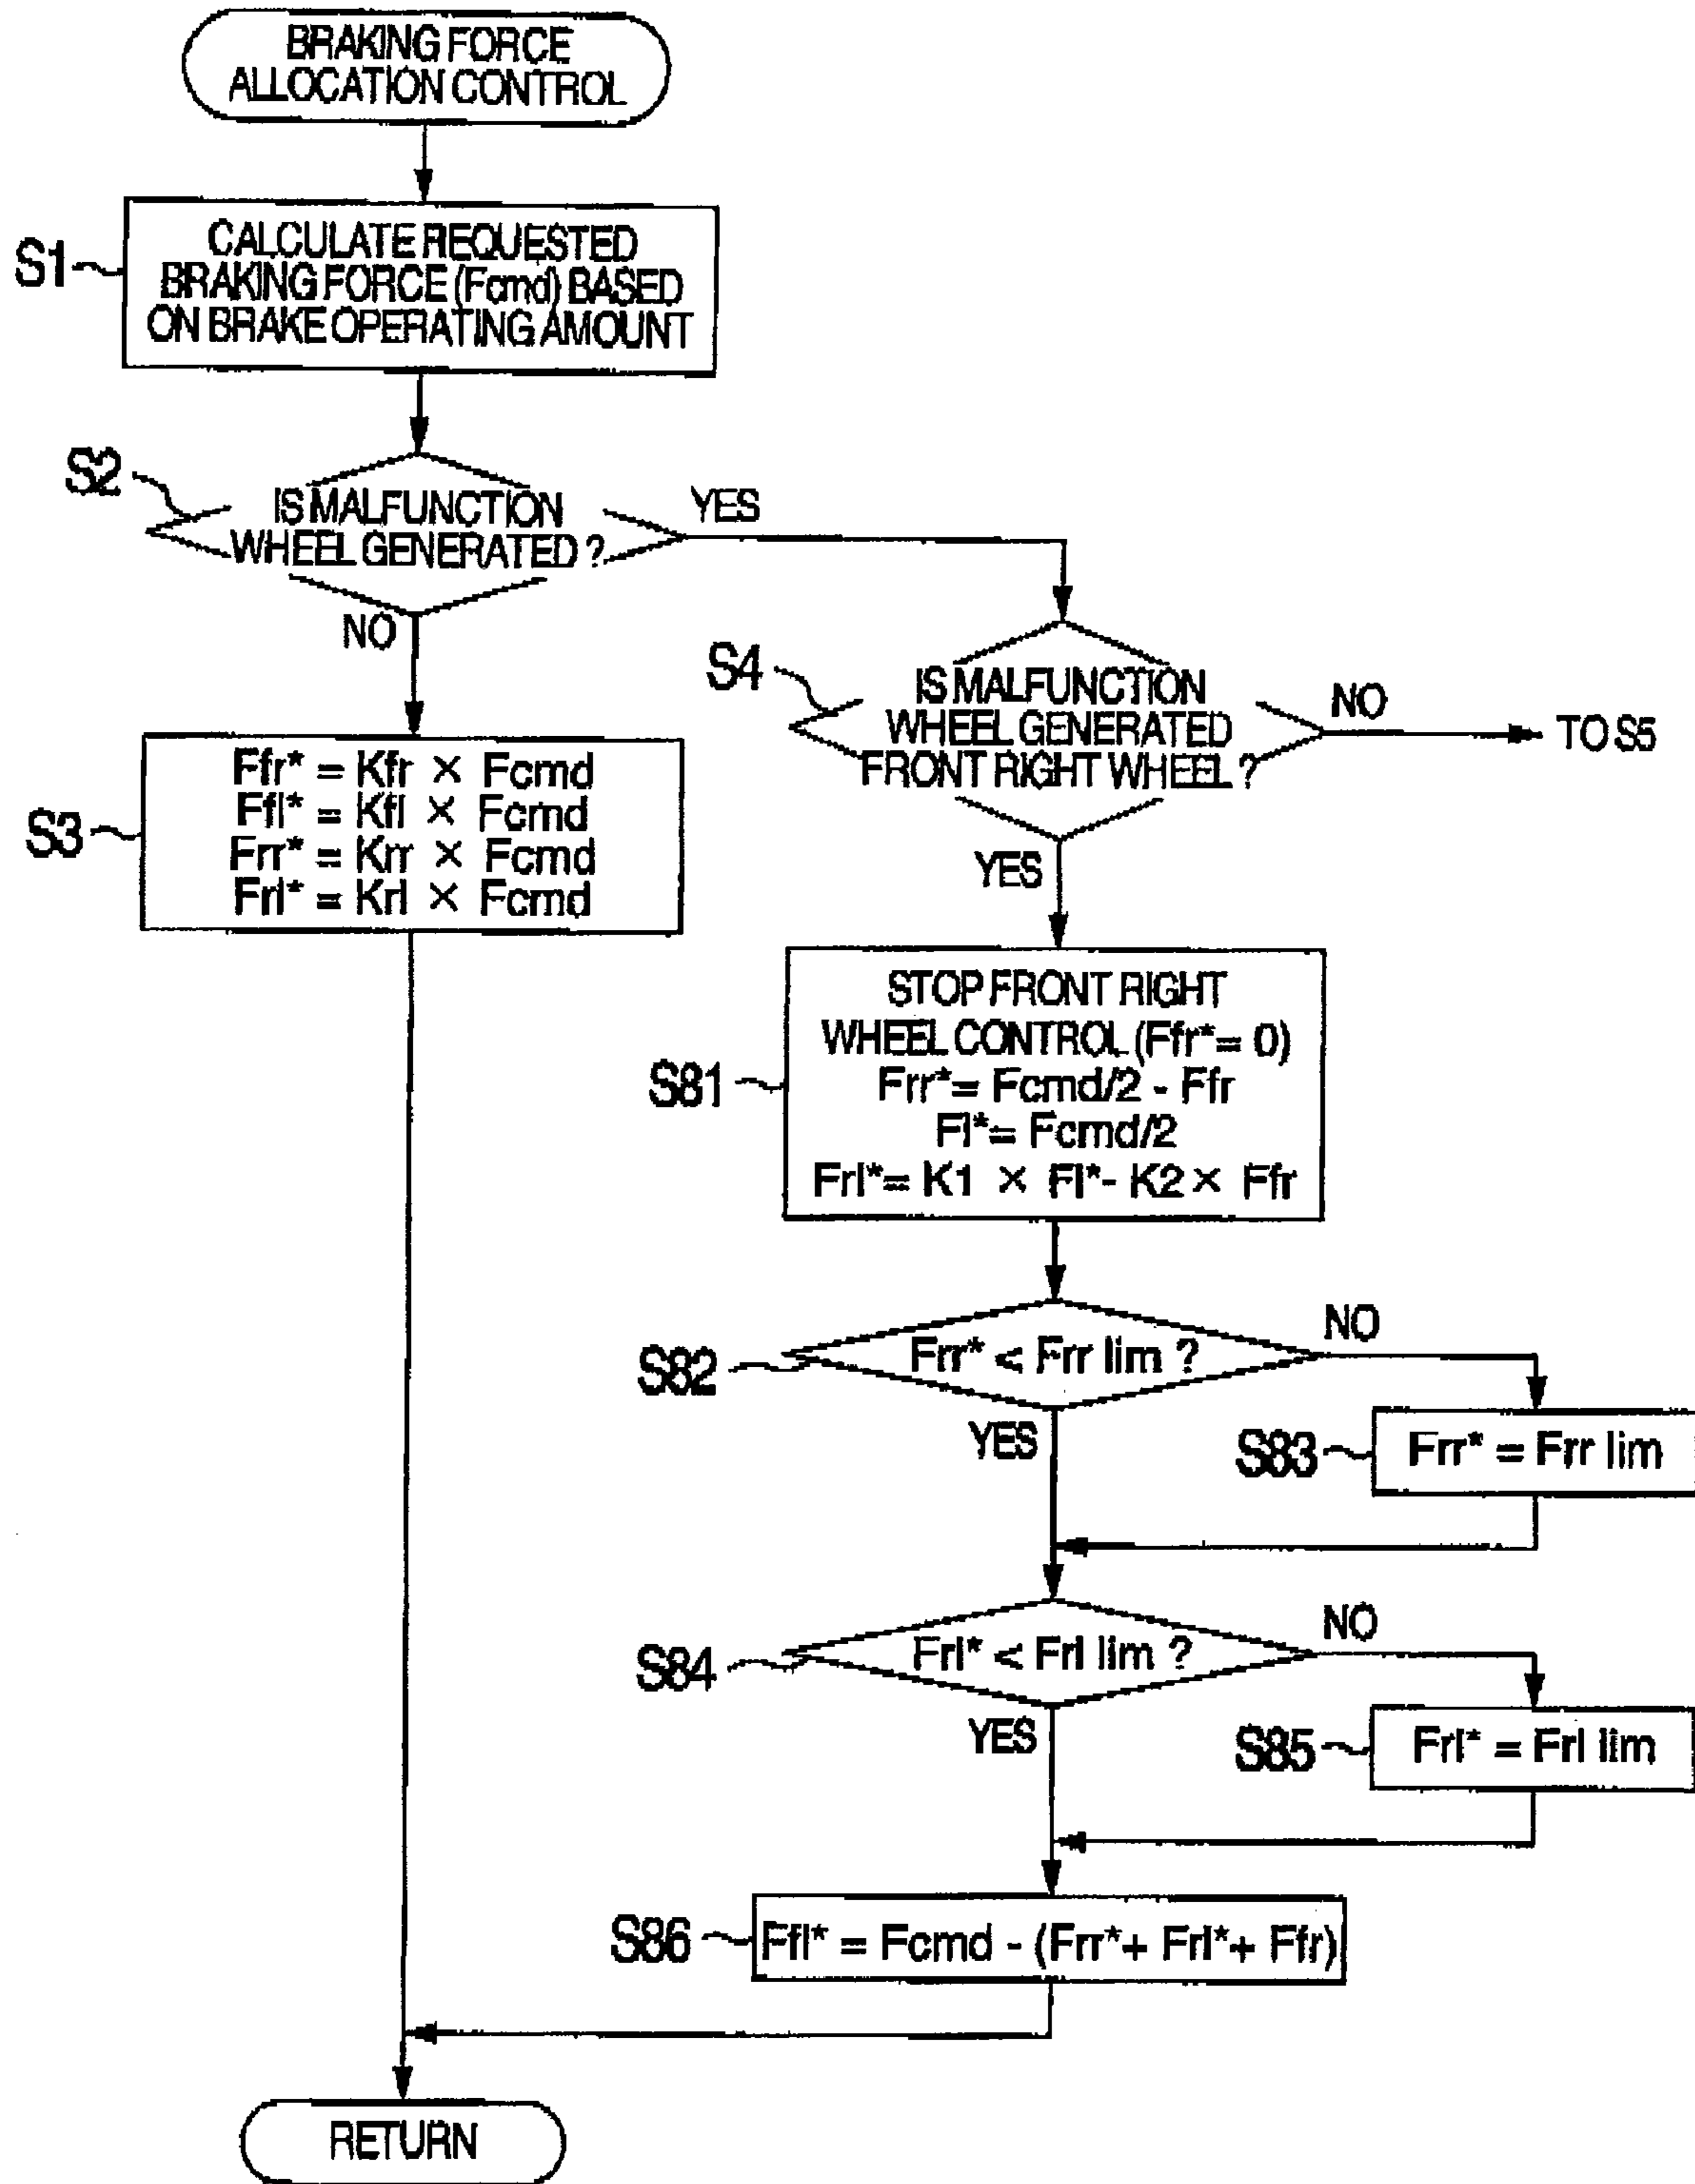 BRAKING FORCE
ALLOCATION CONTROL
S1
CALCULATE REQUESTED
BRAKING FORCE (Fcmd) BASED
ON BRAKE OPERATING AMOUNT
S2
IS MALFUNCTION
WHEEL GENERATED ?
YES
NO
S3
Ffr* = Kfr × Fcmd
Ffl* = Kfl × Fcmd
Frr* = Krr × Fcmd
Frl* = Krl × Fcmd
S4
IS MALFUNCTION
WHEEL GENERATED
FRONT RIGHT WHEEL ?
NO
TO S5
YES
S81
STOP FRONT RIGHT
WHEEL CONTROL (Ffr* = 0)
Frr* = Fcmd/2 - Ffr
Fl* = Fcmd/2
Frl* = K1 × Fl* - K2 × Ffr
S82
Frr* < Frr lim ?
NO
YES
S83
Frr* = Frr lim
S84
Frl* < Frl lim ?
NO
YES
S85
Frl* = Frl lim
S86
Ffl* = Fcmd - (Frr* + Frl* + Ffr)
RETURN